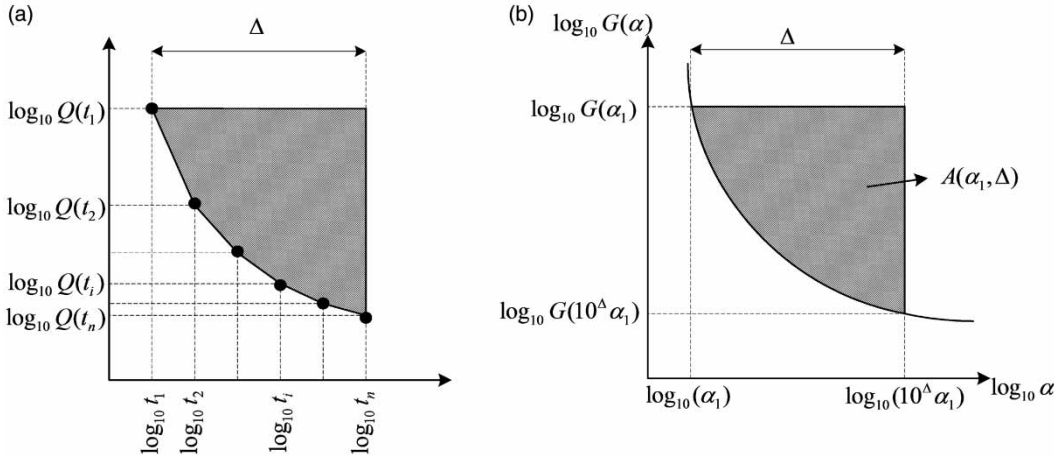 (a)
Δ
log₁₀ Q(t₁)
log₁₀ Q(t₂)
log₁₀ Q(tᵢ)
log₁₀ Q(tₙ)
log₁₀ t₁
log₁₀ t₂
log₁₀ tᵢ
log₁₀ tₙ
(b)
log₁₀ G(α)
Δ
log₁₀ G(α₁)
A(α₁,Δ)
log₁₀ G(10^Δ α₁)
log₁₀(α₁)
log₁₀(10^Δ α₁)
log₁₀ α